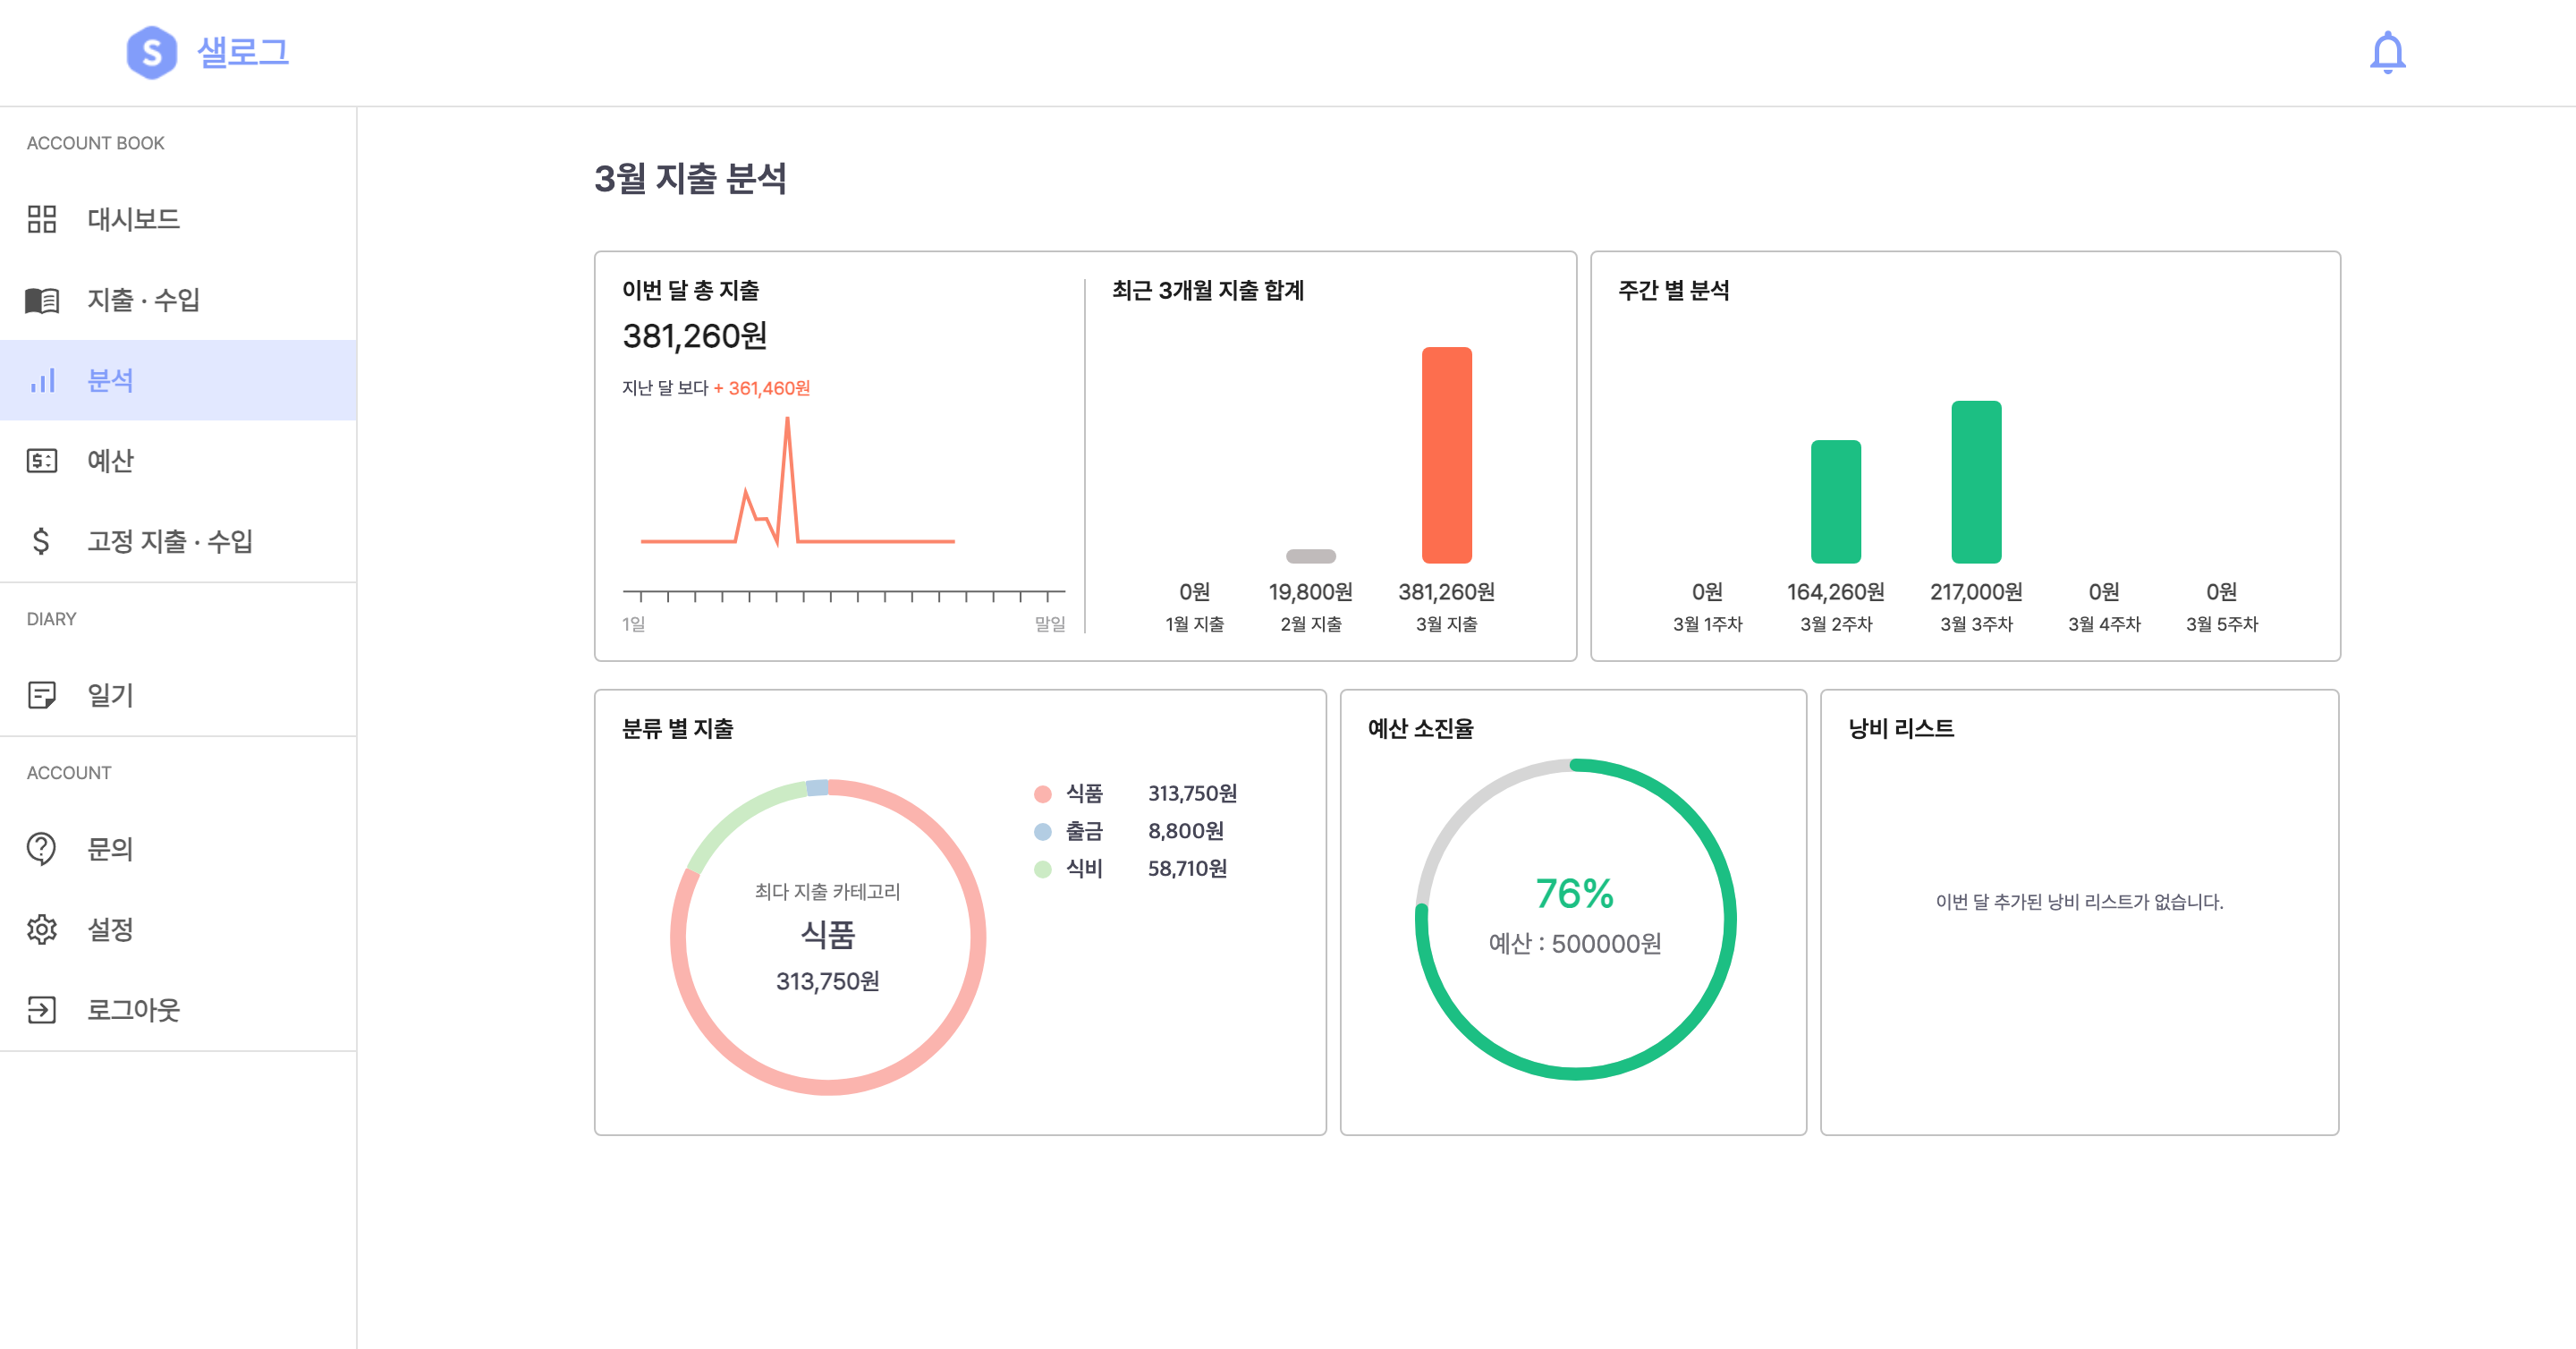 S 샐로그
ACCOUNT BOOK
대시보드
지출 · 수입
분석
예산
고정 지출 · 수입
DIARY
일기
ACCOUNT
문의
설정
로그아웃
3월 지출 분석
이번 달 총 지출
381,260원
지난 달 보다 + 361,460원
1일 말일
최근 3개월 지출 합계
0원 19,800원 381,260원
1월 지출 2월 지출 3월 지출
주간 별 분석
0원 164,260원 217,000원 0원 0원
3월 1주차 3월 2주차 3월 3주차 3월 4주차 3월 5주차
분류 별 지출
최다 지출 카테고리
식품
313,750원
식품 313,750원
출금 8,800원
식비 58,710원
예산 소진율
76%
예산 : 500000원
낭비 리스트
이번 달 추가된 낭비 리스트가 없습니다.